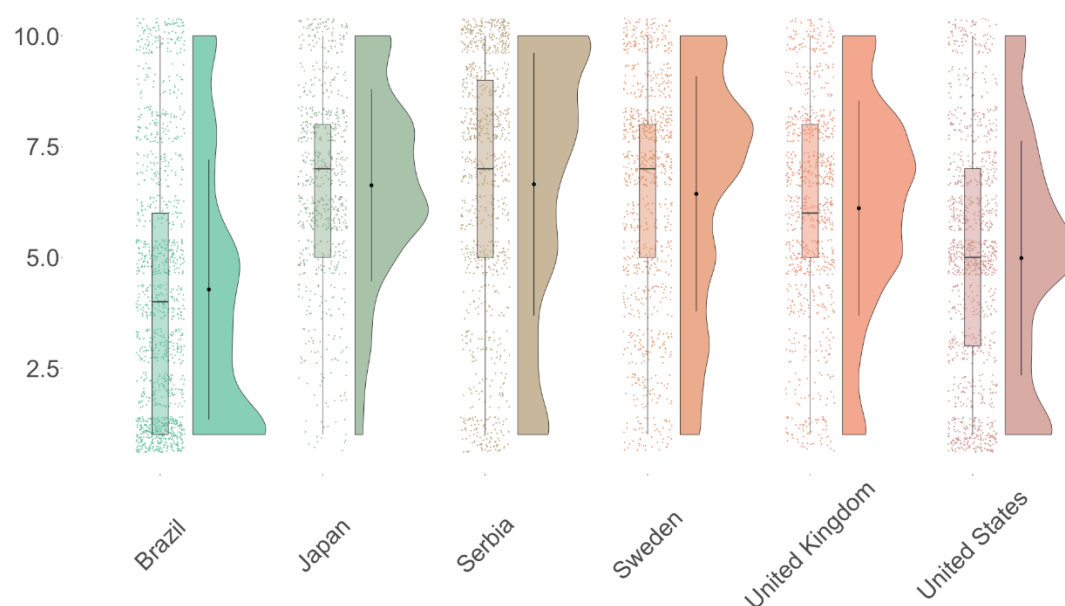 10.0
7.5
5.0
2.5
Brazil
Japan
Serbia
Sweden
United Kingdom
United States